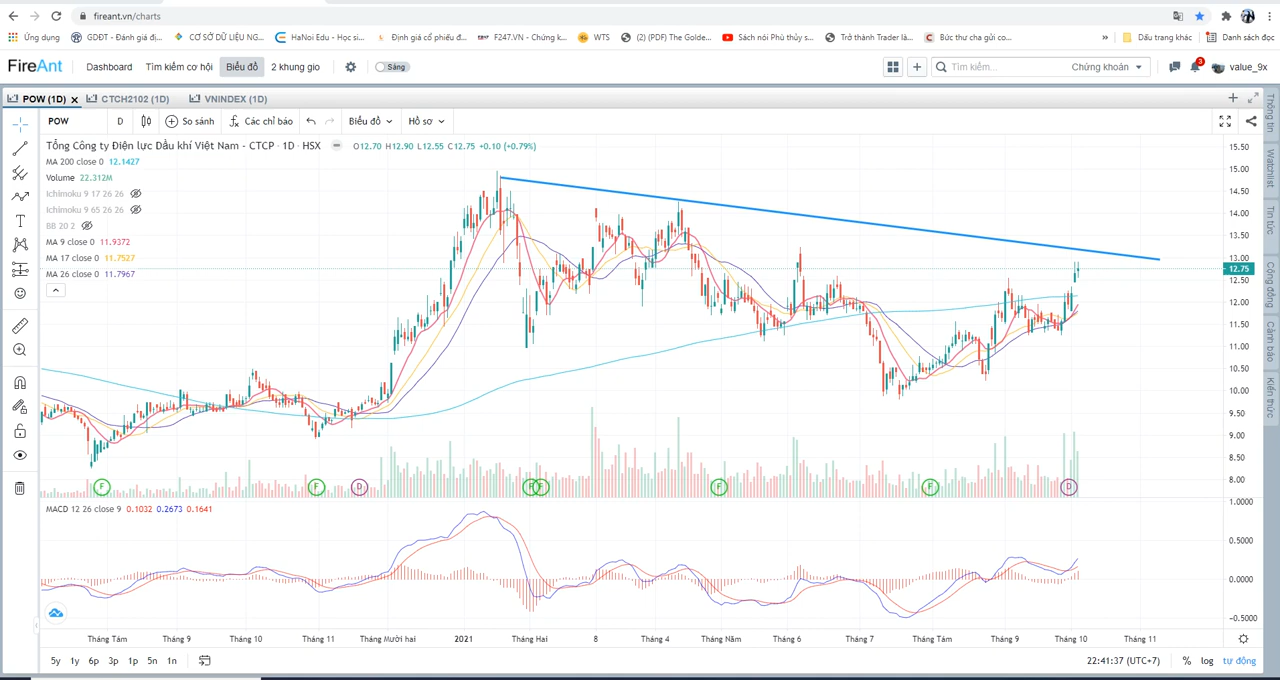 fireant.vn/charts
Ứng dụng GDĐT - Đánh giá đị... CƠ SỞ DỮ LIỆU NG... HaNoi Edu - Học si... Định giá cổ phiếu đ... F247.VN - Chứng k... WTS (2) (PDF) The Golde... Sách nói Phù thủy s... Trở thành Trader làn... Bức thư cha gửi co... » Dấu trang khác Danh sách đọc
FireAnt Dashboard Tìm kiếm cơ hội Biểu đồ 2 khung gio Sáng Tìm kiếm... Chứng khoán 3 value_9x
POW (1D) x CTCH2102 (1D) VNINDEX (1D)
POW D So sánh Các chỉ báo Biểu đồ Hồ sơ
Tổng Công ty Điện lực Dầu khí Việt Nam - CTCP · 1D · HSX O12.70 H12.90 L12.55 C12.75 +0.10 (+0.79%)
MA 200 close 0 12.1427
Volume 22.312M
Ichimoku 9 17 26 26
Ichimoku 9 65 26 26
BB 20 2
MA 9 close 0 11.9372
MA 17 close 0 11.7527
MA 26 close 0 11.7967
15.50
15.00
14.50
14.00
13.50
13.00
12.75
12.50
12.00
11.50
11.00
10.50
10.00
9.50
9.00
8.50
8.00
F F D F F F F D
MACD 12 26 close 9 0.1032 0.2673 0.1641
1.0000
0.5000
0.0000
-0.5000
Tháng Tám Tháng 9 Tháng 10 Tháng 11 Tháng Mười hai 2021 Tháng Hai 8 Tháng 4 Tháng Năm Tháng 6 Tháng 7 Tháng Tám Tháng 9 Tháng 10 Tháng 11
5y 1y 6p 3p 1p 5n 1n 22:41:37 (UTC+7) % log tự động
Thông tin
Watchlist
Tin tức
Cộng đồng
Cảnh báo
Kiến thức